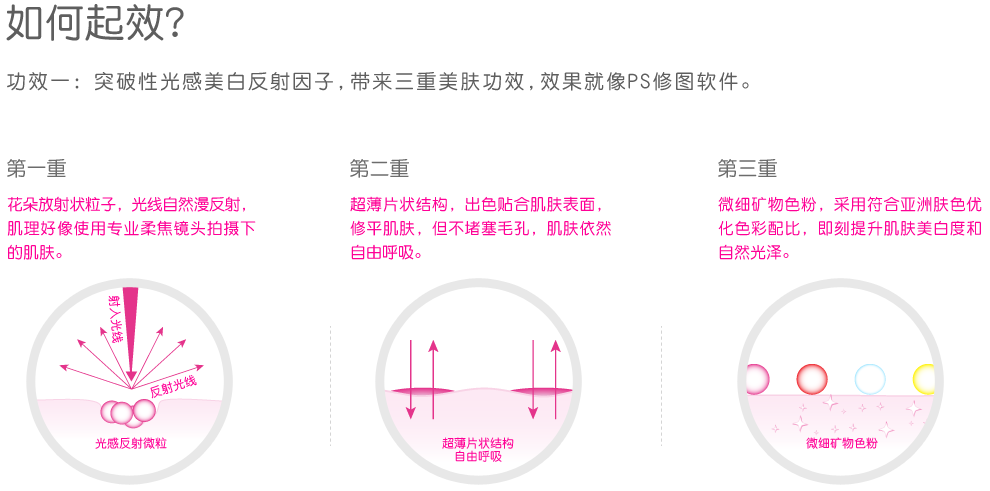 如何起效?
功效一：突破性光感美白反射因子,带来三重美肤功效,效果就像PS修图软件。
第一重
花朵放射状粒子，光线自然漫反射，
肌理好像使用专业柔焦镜头拍摄下
的肌肤。
第二重
超薄片状结构，出色贴合肌肤表面，
修平肌肤，但不堵塞毛孔，肌肤依然
自由呼吸。
第三重
微细矿物色粉，采用符合亚洲肤色优
化色彩配比，即刻提升肌肤美白度和
自然光泽。
射入光线
反射光线
光感反射微粒
超薄片状结构
自由呼吸
微细矿物色粉